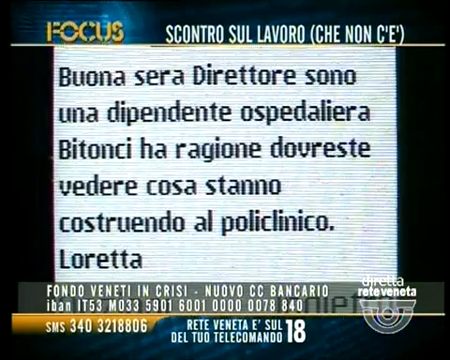 FOCUS
SCONTRO SUL LAVORO (CHE NON C'E')
Buona sera Direttore sono
una dipendente ospedaliera
Bitonci ha ragione dovreste
vedere cosa stanno
costruendo al policlinico.
Loretta
diretta
reteveneta
FONDO VENETI IN CRISI - NUOVO CC BANCARIO
iban IT53 M033 5901 6001 0000 0078 840
SMS 340 3218806
RETE VENETA E' SUL
DEL TUO TELECOMANDO 18